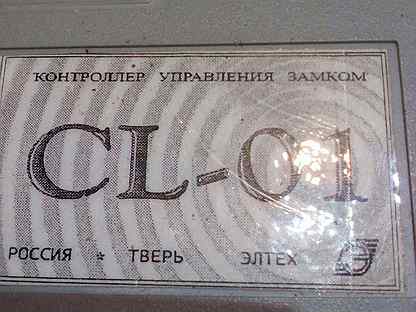 КОНТРОЛЛЕР УПРАВЛЕНИЯ ЗАМКОМ
CL-01
РОССИЯ * ТВЕРЬ ЭЛТЕХ